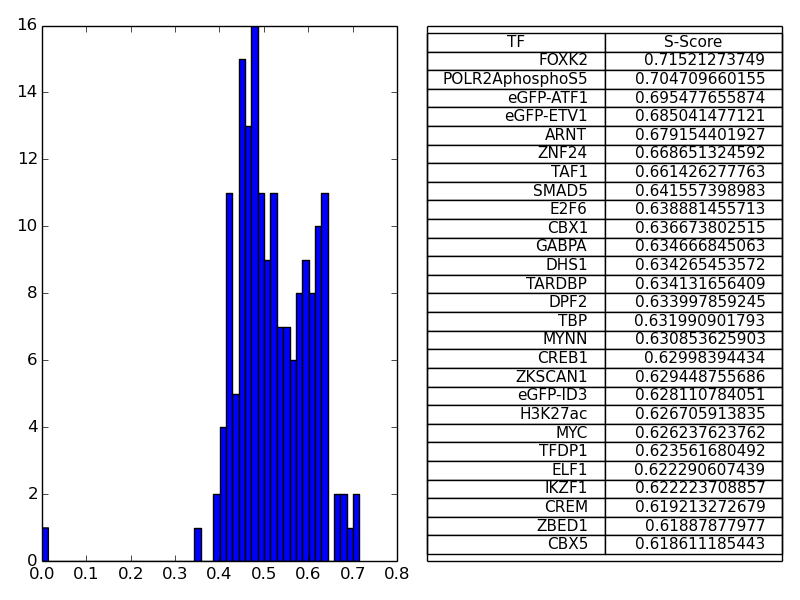 16
14
12
10
8
6
4
2
0
0.0 0.1 0.2 0.3 0.4 0.5 0.6 0.7 0.8
TF S-Score
FOXK2 0.71521273749
POLR2AphosphoS5 0.704709660155
eGFP-ATF1 0.695477655874
eGFP-ETV1 0.685041477121
ARNT 0.679154401927
ZNF24 0.668651324592
TAF1 0.661426277763
SMAD5 0.641557398983
E2F6 0.638881455713
CBX1 0.636673802515
GABPA 0.634666845063
DHS1 0.634265453572
TARDBP 0.634131656409
DPF2 0.633997859245
TBP 0.631990901793
MYNN 0.630853625903
CREB1 0.62998394434
ZKSCAN1 0.629448755686
eGFP-ID3 0.628110784051
H3K27ac 0.626705913835
MYC 0.626237623762
TFDP1 0.623561680492
ELF1 0.622290607439
IKZF1 0.622223708857
CREM 0.619213272679
ZBED1 0.61887877977
CBX5 0.618611185443